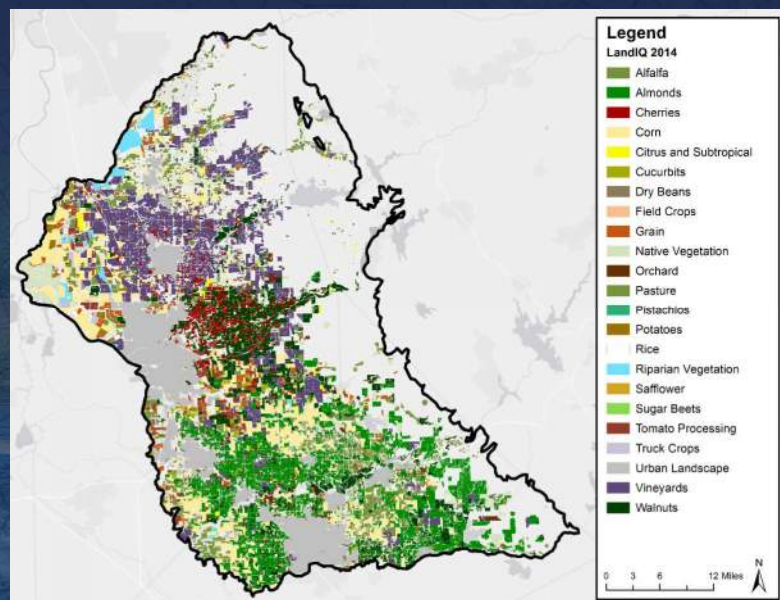 Legend
LandIQ 2014
Alfalfa
Almonds
Cherries
Corn
Citrus and Subtropical
Cucurbits
Dry Beans
Field Crops
Grain
Native Vegetation
Orchard
Pasture
Pistachios
Potatoes
Rice
Riparian Vegetation
Safflower
Sugar Beets
Tomato Processing
Truck Crops
Urban Landscape
Vineyards
Walnuts
N
0 3 6 12 Miles